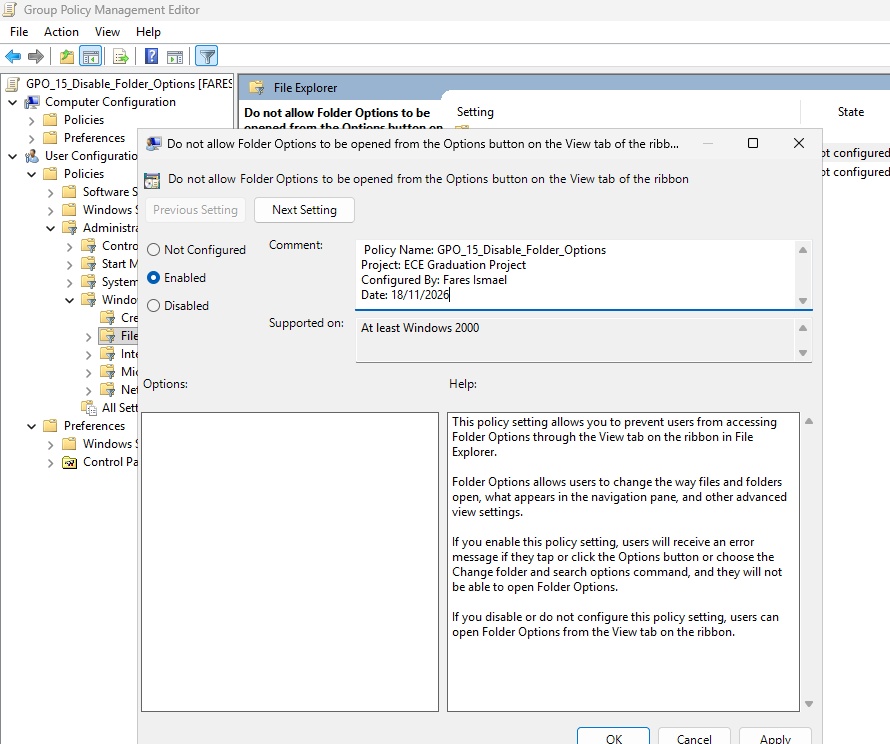 Group Policy Management Editor
File Action View Help
GPO_15_Disable_Folder_Options [FARES
Computer Configuration
Policies
Preferences
User Configuratio
Policies
Software S
Windows S
Administra
Contro
Start M
System
Windo
Cre
File
Inte
Mic
Net
All Sett
Preferences
Windows S
Control Pa
File Explorer
Do not allow Folder Options to be
opened from the Options button on
Setting State
ot configured
ot configured
Do not allow Folder Options to be opened from the Options button on the View tab of the ribb...
Do not allow Folder Options to be opened from the Options button on the View tab of the ribbon
Previous Setting Next Setting
Not Configured
Enabled
Disabled
Comment:
Policy Name: GPO_15_Disable_Folder_Options
Project: ECE Graduation Project
Configured By: Fares Ismael
Date: 18/11/2026
Supported on:
At least Windows 2000
Options:
Help:
This policy setting allows you to prevent users from accessing
Folder Options through the View tab on the ribbon in File
Explorer.
Folder Options allows users to change the way files and folders
open, what appears in the navigation pane, and other advanced
view settings.
If you enable this policy setting, users will receive an error
message if they tap or click the Options button or choose the
Change folder and search options command, and they will not
be able to open Folder Options.
If you disable or do not configure this policy setting, users can
open Folder Options from the View tab on the ribbon.
OK Cancel Apply